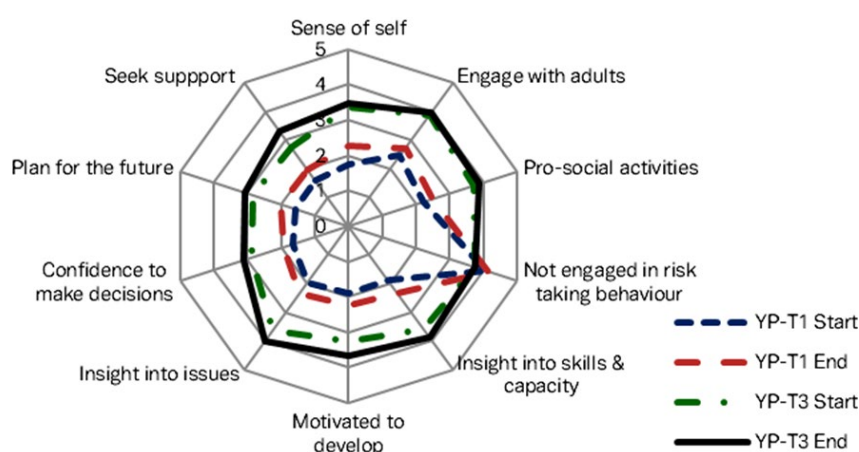 Sense of self
5
Seek suppport
4
Engage with adults
3
2
Plan for the future
Pro-social activities
1
0
Confidence to
make decisions
Not engaged in risk
taking behaviour
Insight into issues
Insight into skills &
capacity
Motivated to
develop
YP-T1 Start
YP-T1 End
YP-T3 Start
YP-T3 End